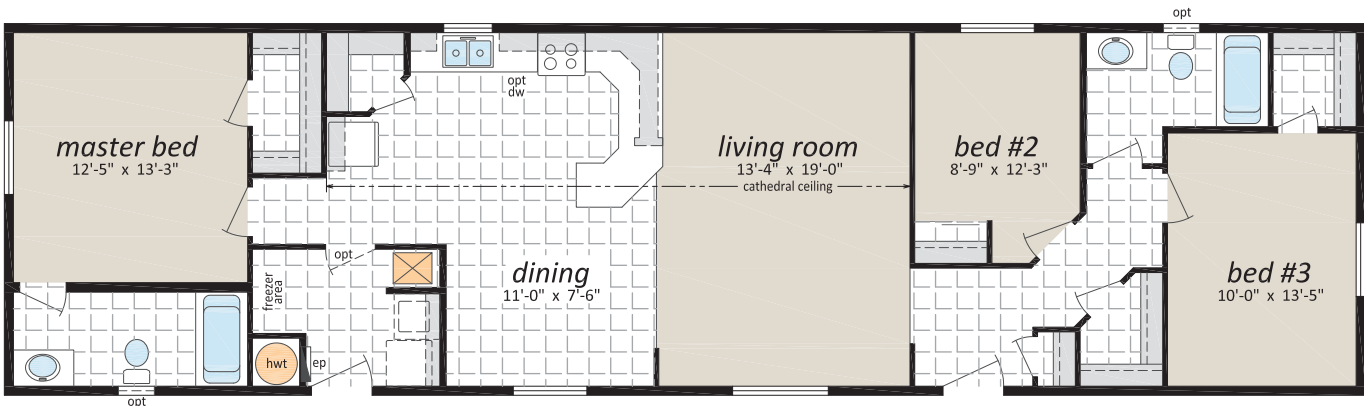 opt
master bed
12'-5" x 13'-3"
opt
dw
living room
13'-4" x 19'-0"
cathedral ceiling
bed #2
8'-9" x 12'-3"
opt
freezer
area
dining
11'-0" x 7'-6"
bed #3
10'-0" x 13'-5"
hwt
ep
opt